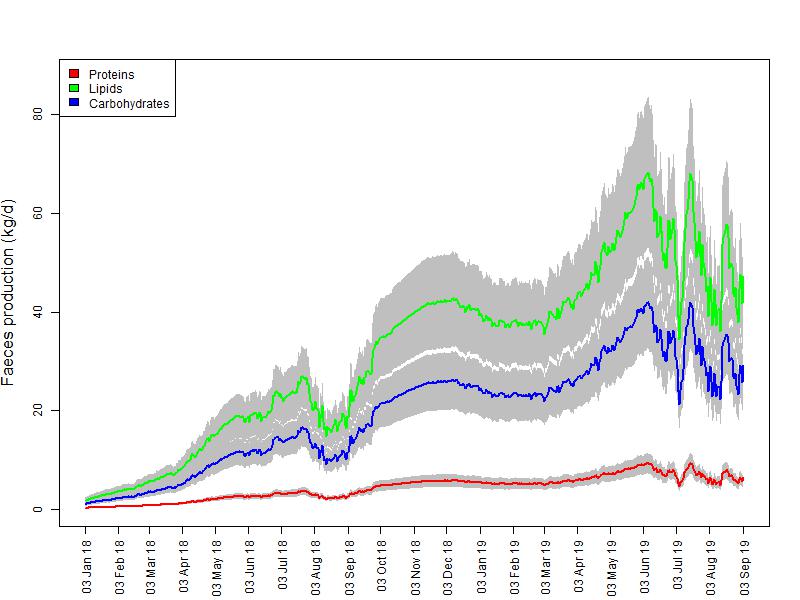 Proteins
Lipids
Carbohydrates
Faeces production (kg/d)
80
60
40
20
0
03 Jan 18
03 Feb 18
03 Mar 18
03 Apr 18
03 May 18
03 Jun 18
03 Jul 18
03 Aug 18
03 Sep 18
03 Oct 18
03 Nov 18
03 Dec 18
03 Jan 19
03 Feb 19
03 Mar 19
03 Apr 19
03 May 19
03 Jun 19
03 Jul 19
03 Aug 19
03 Sep 19